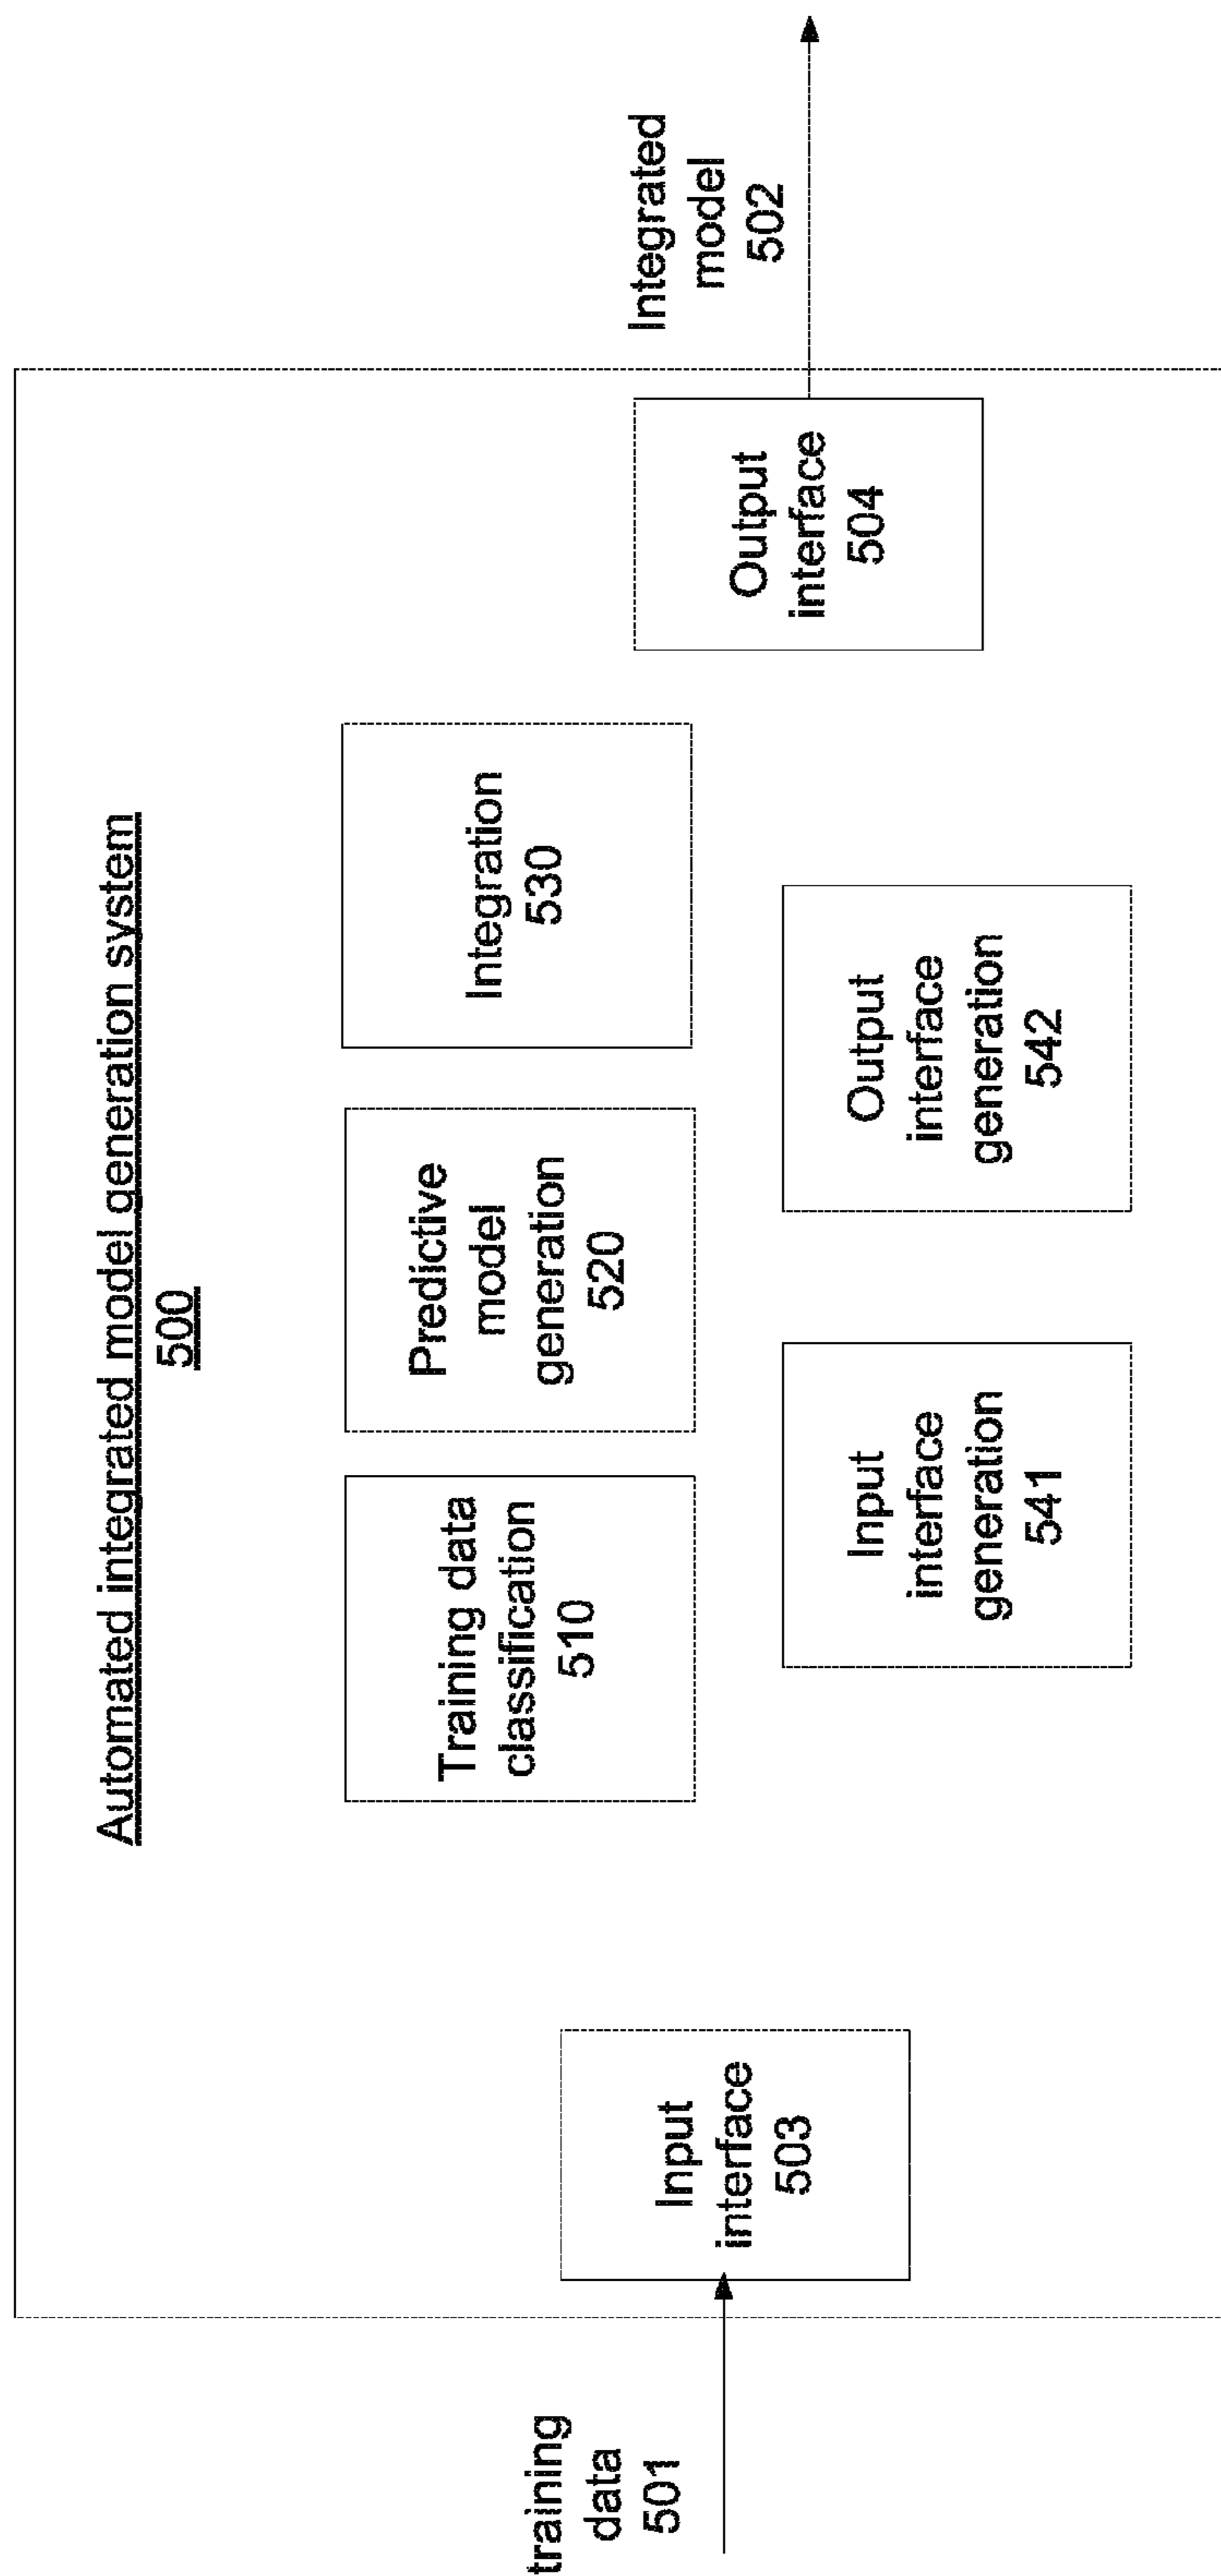 Automated integrated model generation system
500
training
data
501
Input
interface
503
Training data
classification
510
Predictive
model
generation
520
Integration
530
Input
interface
generation
541
Output
interface
generation
542
Output
interface
504
Integrated
model
502